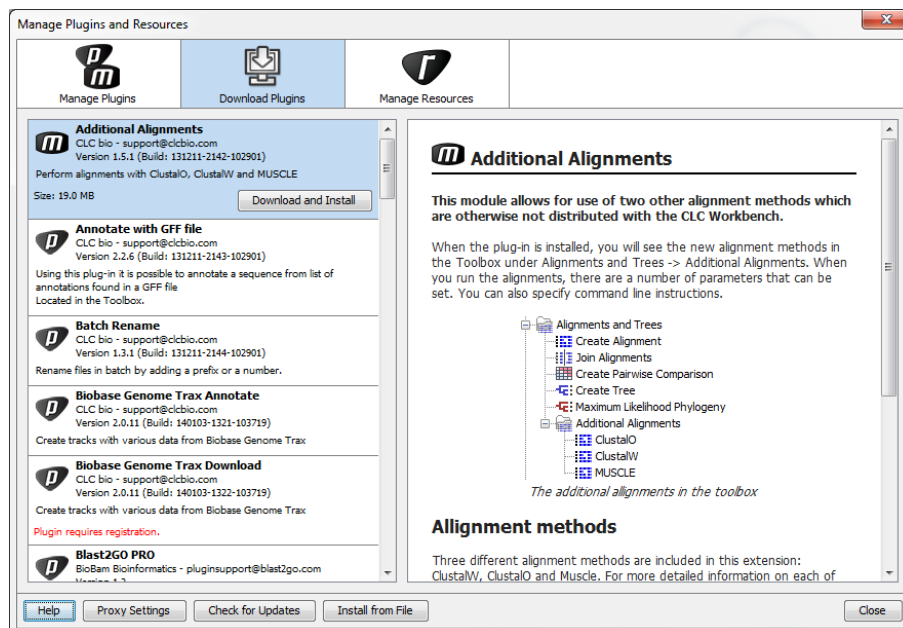 Manage Plugins and Resources
Manage Plugins
Download Plugins
Manage Resources
Additional Alignments
CLC bio - support@clcbio.com
Version 1.5.1 (Build: 131211-2142-102901)
Perform alignments with ClustalO, ClustalW and MUSCLE
Size: 19.0 MB
Download and Install
Annotate with GFF file
CLC bio - support@clcbio.com
Version 2.2.6 (Build: 131211-2143-102901)
Using this plug-in it is possible to annotate a sequence from list of
annotations found in a GFF file
Located in the Toolbox.
Batch Rename
CLC bio - support@clcbio.com
Version 1.3.1 (Build: 131211-2144-102901)
Rename files in batch by adding a prefix or a number.
Biobase Genome Trax Annotate
CLC bio - support@clcbio.com
Version 2.0.11 (Build: 140103-1321-103719)
Create tracks with various data from Biobase Genome Trax
Biobase Genome Trax Download
CLC bio - support@clcbio.com
Version 2.0.11 (Build: 140103-1322-103719)
Create tracks with various data from Biobase Genome Trax
Plugin requires registration.
Blast2GO PRO
BioBam Bioinformatics - pluginsupport@blast2go.com
Additional Alignments
This module allows for use of two other alignment methods which
are otherwise not distributed with the CLC Workbench.
When the plug-in is installed, you will see the new alignment methods in
the Toolbox under Alignments and Trees -> Additional Alignments. When
you run the alignments, there are a number of parameters that can be
set. You can also specify command line instructions.
Alignments and Trees
Create Alignment
Join Alignments
Create Pairwise Comparison
Create Tree
Maximum Likelihood Phylogeny
Additional Alignments
ClustalO
ClustalW
MUSCLE
The additional allignments in the toolbox
Allignment methods
Three different alignment methods are included in this extension:
ClustalW, ClustalO and Muscle. For more detailed information on each of
Help
Proxy Settings
Check for Updates
Install from File
Close